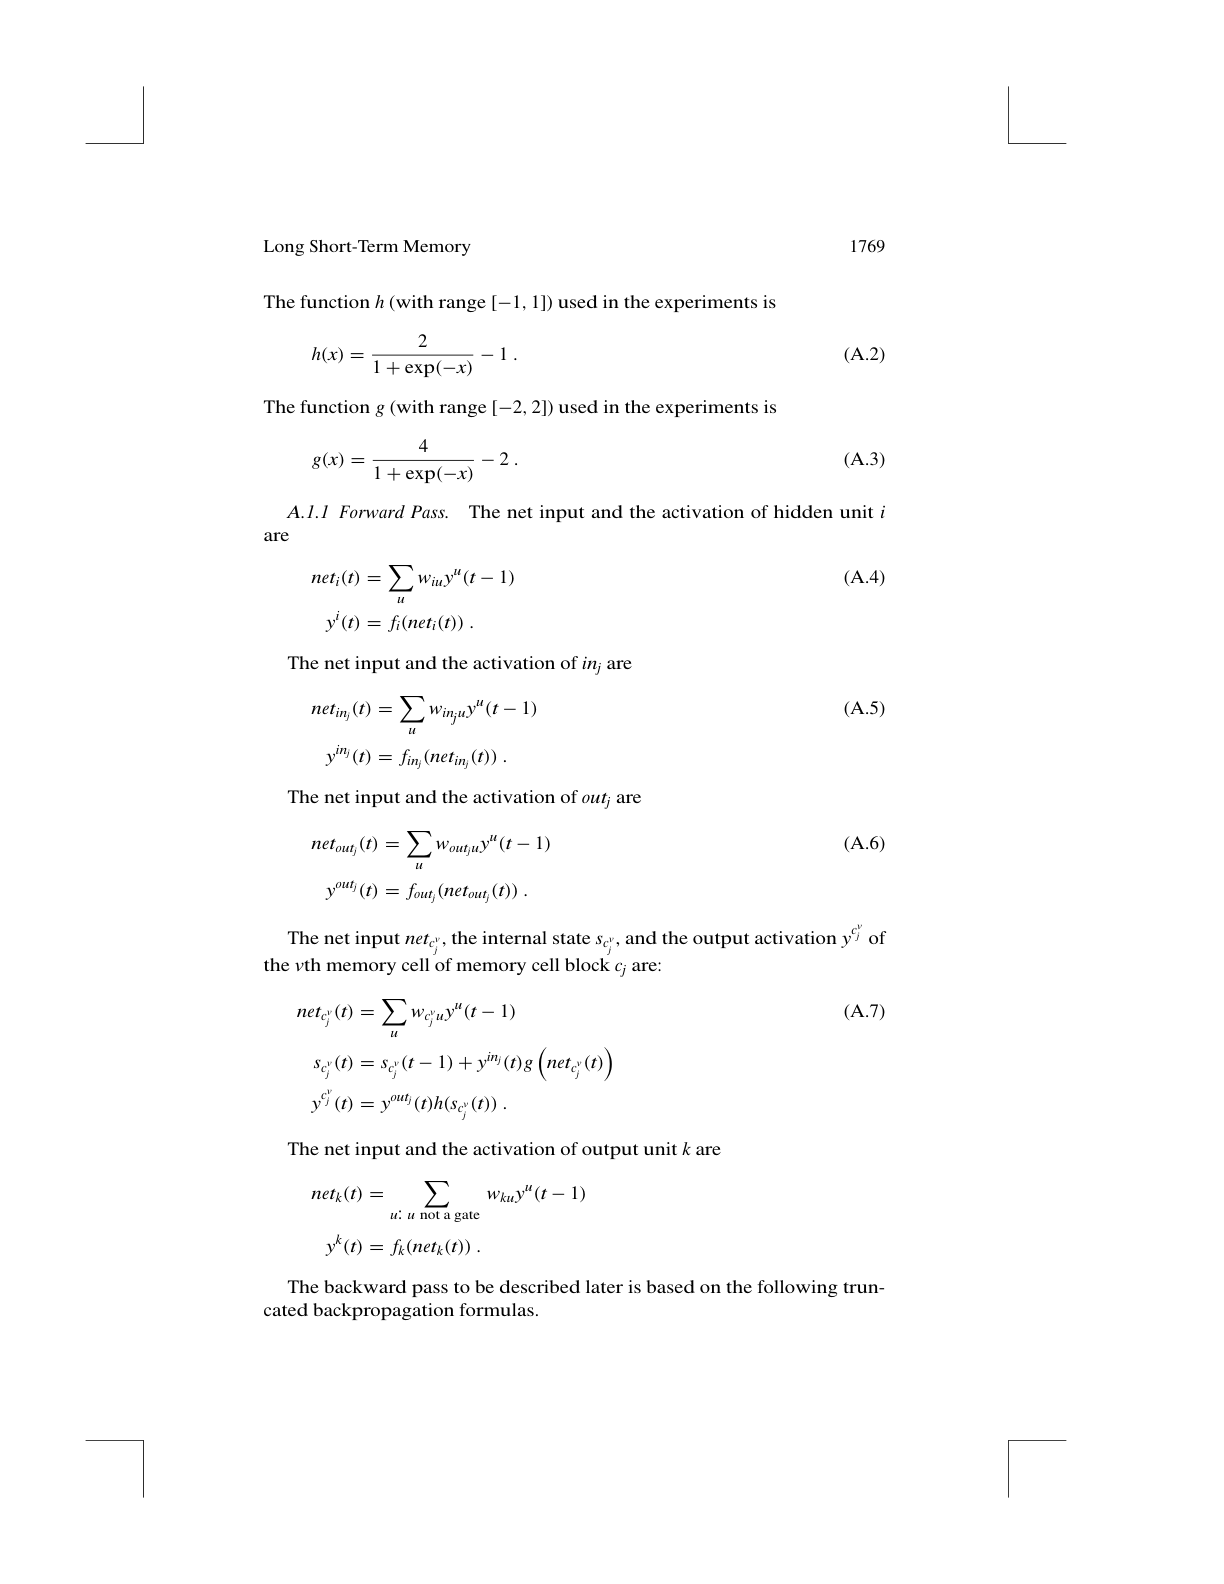 Long Short-Term Memory 1769
The function h (with range [−1, 1]) used in the experiments is
h(x) = \frac{2}{1 + exp(−x)} − 1 . (A.2)
The function g (with range [−2, 2]) used in the experiments is
g(x) = \frac{4}{1 + exp(−x)} − 2 . (A.3)
A.1.1 Forward Pass. The net input and the activation of hidden unit i
are
net_i(t) = \sum_u w_{iu} y^u(t − 1) (A.4)
y^i(t) = f_i(net_i(t)) .
The net input and the activation of in_j are
net_{in_j}(t) = \sum_u w_{in_j u} y^u(t − 1) (A.5)
y^{in_j}(t) = f_{in_j}(net_{in_j}(t)) .
The net input and the activation of out_j are
net_{out_j}(t) = \sum_u w_{out_j u} y^u(t − 1) (A.6)
y^{out_j}(t) = f_{out_j}(net_{out_j}(t)) .
The net input net_{c_j^v}, the internal state s_{c_j^v}, and the output activation y^{c_j^v} of
the vth memory cell of memory cell block c_j are:
net_{c_j^v}(t) = \sum_u w_{c_j^v u} y^u(t − 1) (A.7)
s_{c_j^v}(t) = s_{c_j^v}(t − 1) + y^{in_j}(t) g (net_{c_j^v}(t))
y^{c_j^v}(t) = y^{out_j}(t) h(s_{c_j^v}(t)) .
The net input and the activation of output unit k are
net_k(t) = \sum_{u: u not a gate} w_{ku} y^u(t − 1)
y^k(t) = f_k(net_k(t)) .
The backward pass to be described later is based on the following trun-
cated backpropagation formulas.